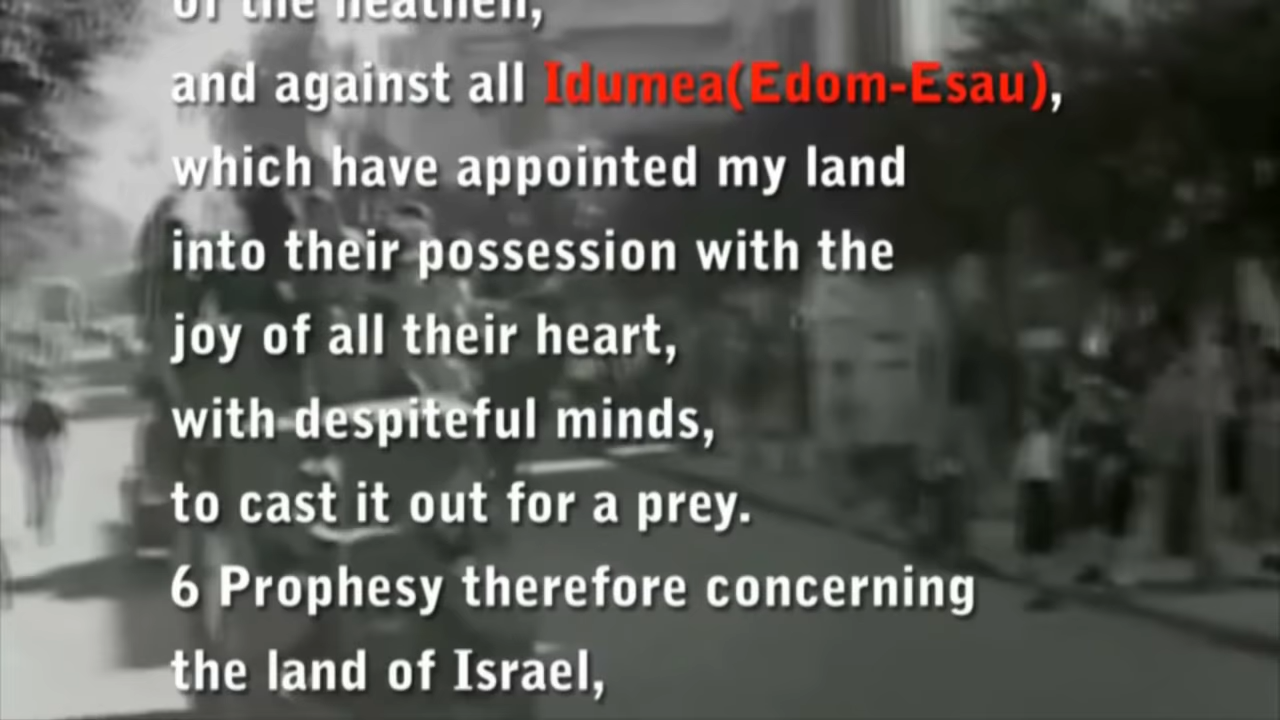 of the heathen,
and against all Idumea(Edom-Esau),
which have appointed my land
into their possession with the
joy of all their heart,
with despiteful minds,
to cast it out for a prey.
6 Prophesy therefore concerning
the land of Israel,